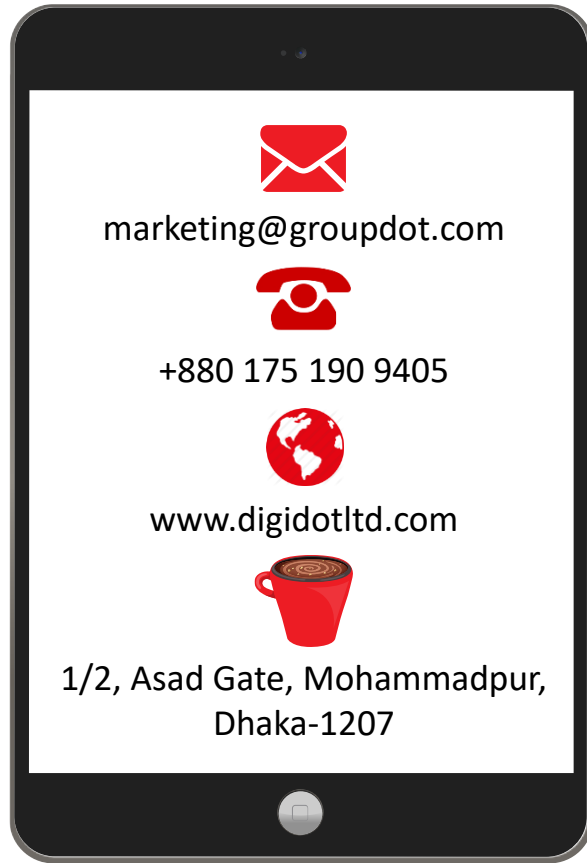 marketing@groupdot.com
+880 175 190 9405
www.digidotltd.com
1/2, Asad Gate, Mohammadpur,
Dhaka-1207